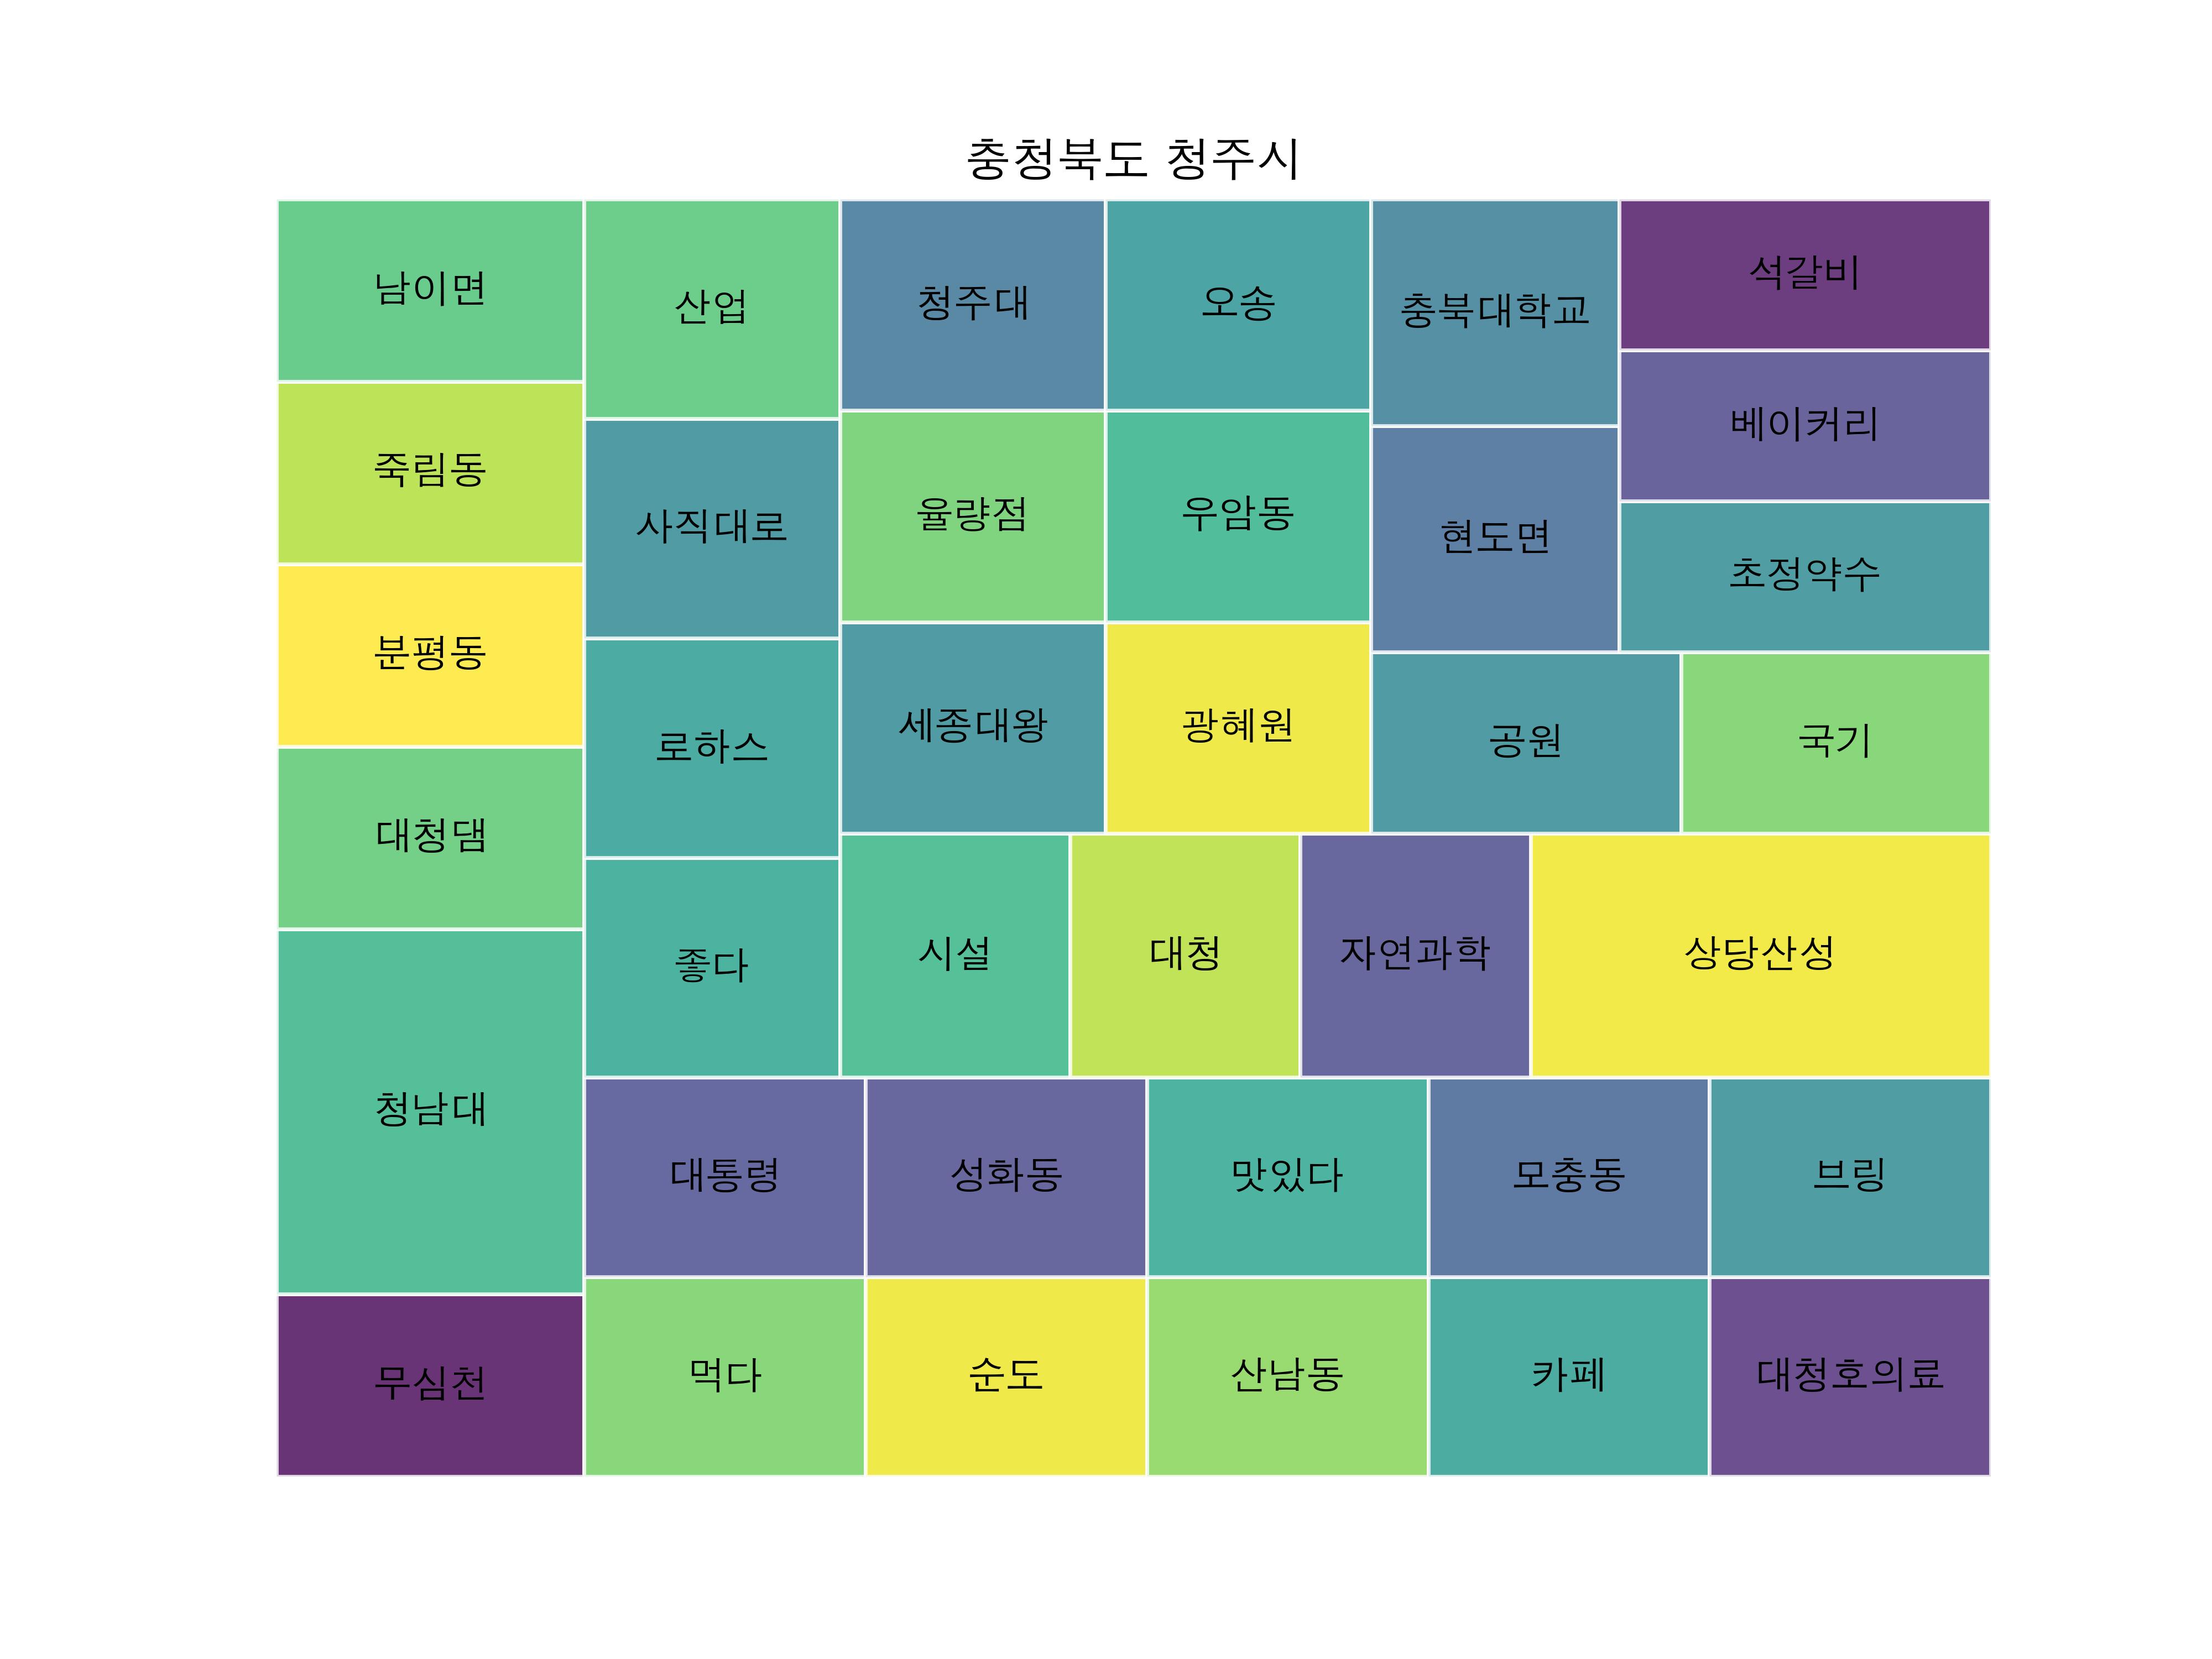 충청북도 청주시
남이면
산업
청주대
오송
충북대학교
석갈비
베이커리
죽림동
사직대로
율량점
우암동
현도면
초정약수
분평동
로하스
세종대왕
광혜원
공원
국기
대청댐
좋다
시설
대청
자연과학
상당산성
청남대
대통령
성화동
맛있다
모충동
브링
무심천
먹다
순도
산남동
카페
대청호의료